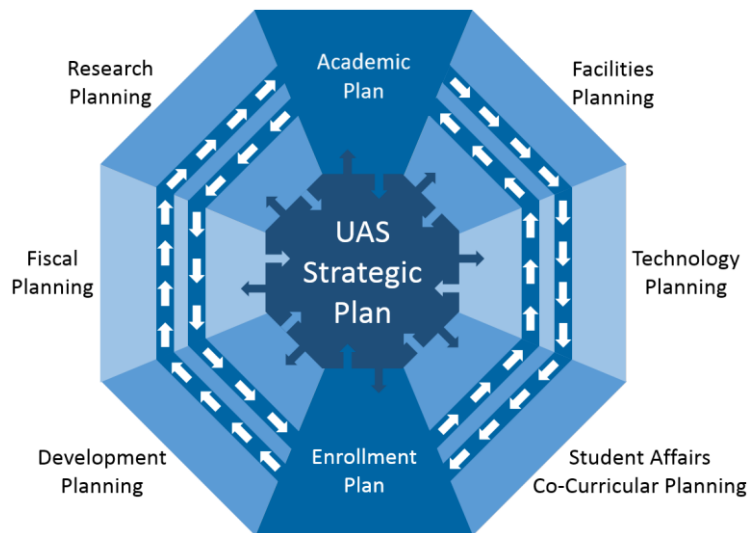 Research
Planning
Academic
Plan
Facilities
Planning
Fiscal
Planning
UAS
Strategic
Plan
Technology
Planning
Development
Planning
Enrollment
Plan
Student Affairs
Co-Curricular Planning